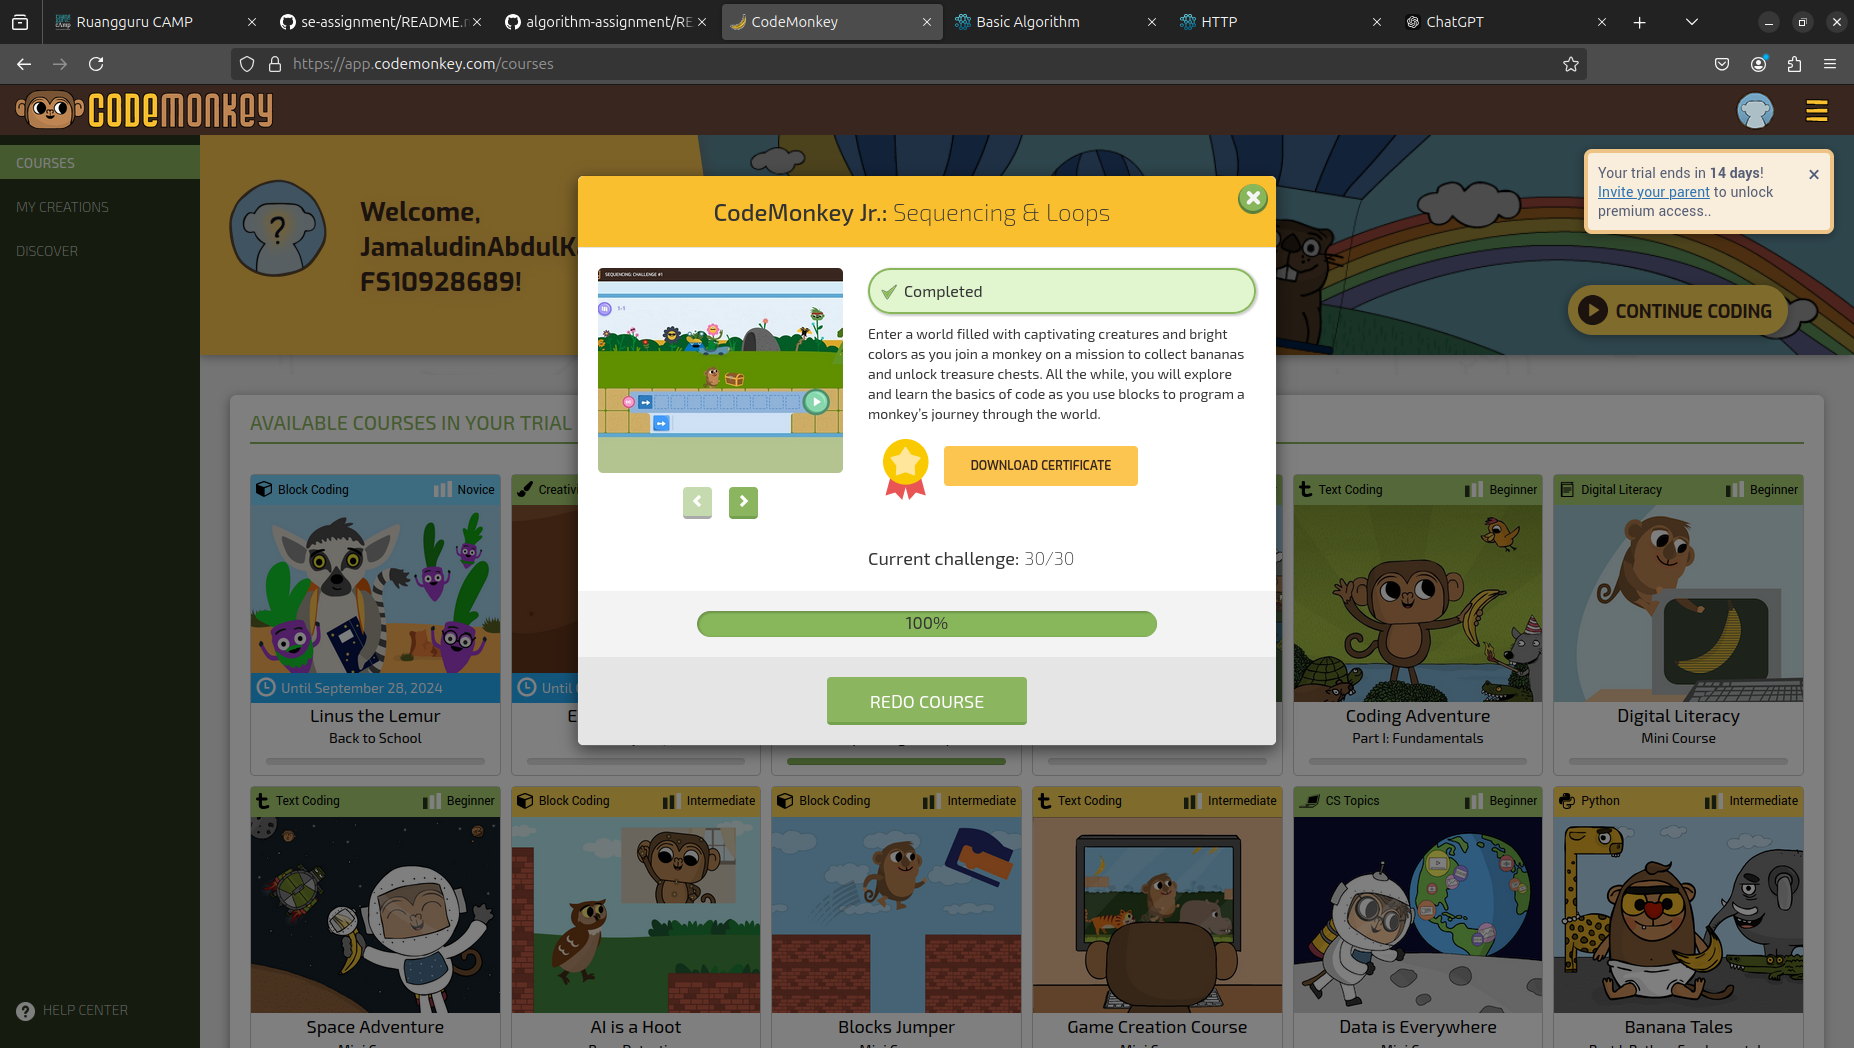 Ruangguru CAMP
se-assignment/README.m
algorithm-assignment/RE
CodeMonkey
Basic Algorithm
HTTP
ChatGPT
https://app.codemonkey.com/courses
CODEMONKEY
COURSES
MY CREATIONS
DISCOVER
HELP CENTER
Welcome,
JamaludinAbdulK
FS10928689!
Your trial ends in 14 days!
Invite your parent to unlock
premium access..
CONTINUE CODING
AVAILABLE COURSES IN YOUR TRIAL
CodeMonkey Jr.: Sequencing & Loops
SEQUENCING: CHALLENGE #1
Completed
Enter a world filled with captivating creatures and bright
colors as you join a monkey on a mission to collect bananas
and unlock treasure chests. All the while, you will explore
and learn the basics of code as you use blocks to program a
monkey's journey through the world.
DOWNLOAD CERTIFICATE
Current challenge: 30/30
100%
REDO COURSE
Block Coding Novice
Until September 28, 2024
Linus the Lemur
Back to School
Creativi
Until
Text Coding Beginner
Coding Adventure
Part I: Fundamentals
Digital Literacy Beginner
Digital Literacy
Mini Course
Text Coding Beginner
Space Adventure
Block Coding Intermediate
AI is a Hoot
Block Coding Intermediate
Blocks Jumper
Text Coding Intermediate
Game Creation Course
CS Topics Beginner
Data is Everywhere
Python Intermediate
Banana Tales